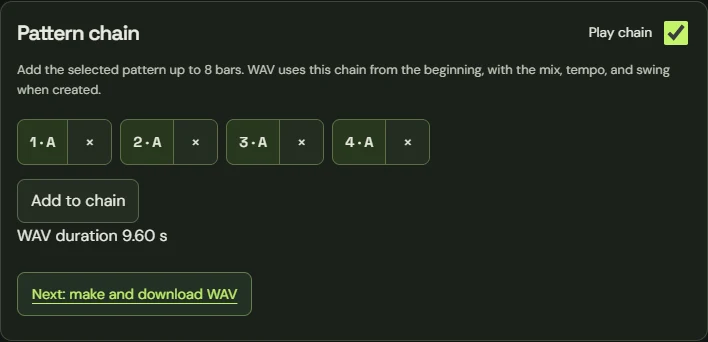 Pattern chain
Play chain
Add the selected pattern up to 8 bars. WAV uses this chain from the beginning, with the mix, tempo, and swing
when created.
1·A × 2·A × 3·A × 4·A ×
Add to chain
WAV duration 9.60 s
Next: make and download WAV